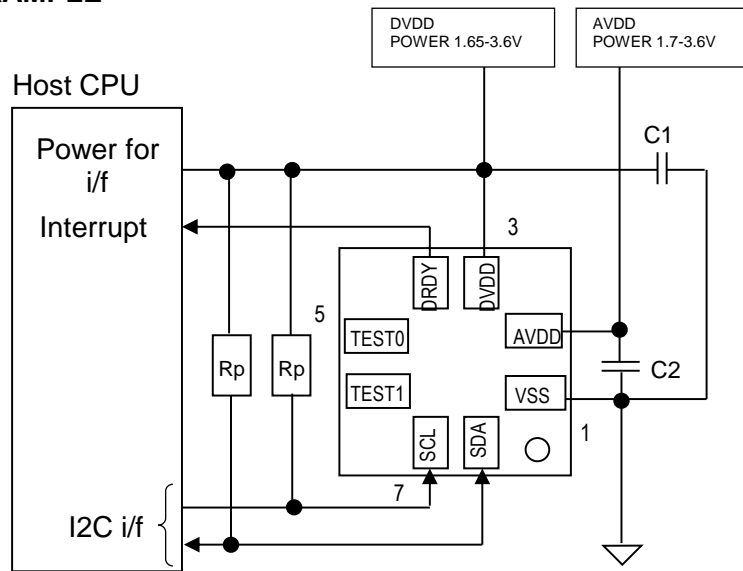 DVDD
POWER 1.65-3.6V
AVDD
POWER 1.7-3.6V
Host CPU
Power for
i/f
C1
Interrupt
3
DRDY
DVDD
5
TEST0
AVDD
Rp
Rp
C2
TEST1
VSS
SCL
SDA
1
7
I2C i/f